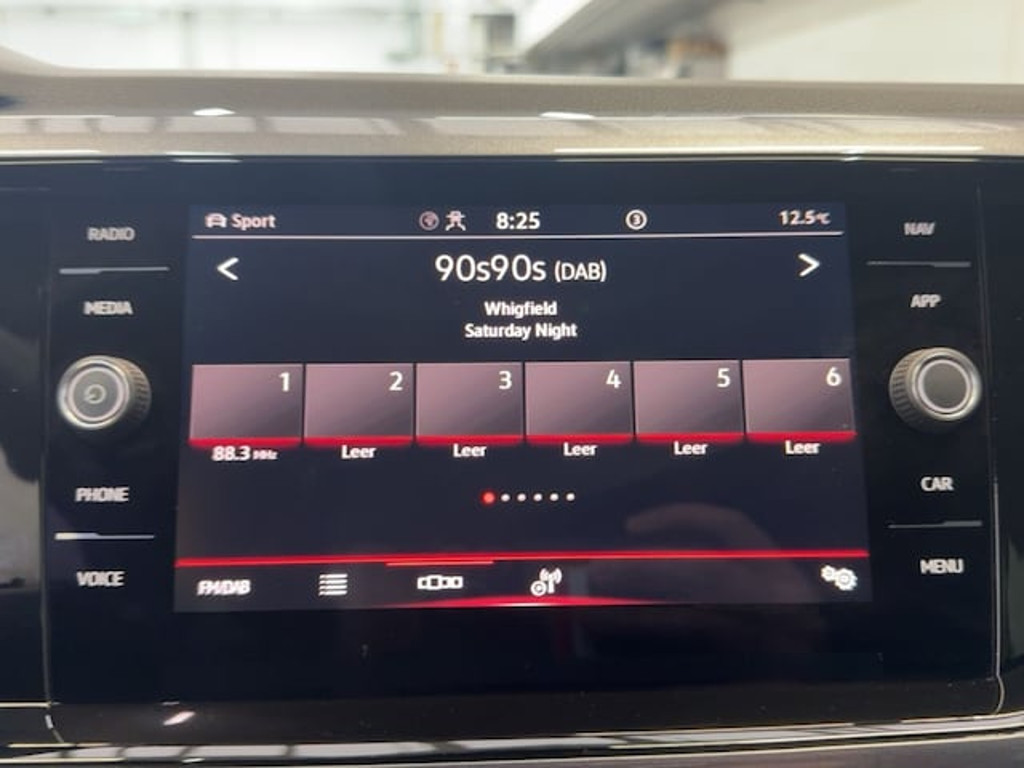 RADIO
MEDIA
PHONE
VOICE
Sport 8:25 3 12.5°C
< 90s90s (DAB) >
Whigfield
Saturday Night
1 2 3 4 5 6
88.3 MHz Leer Leer Leer Leer Leer
FM/DAB
NAV
APP
CAR
MENU